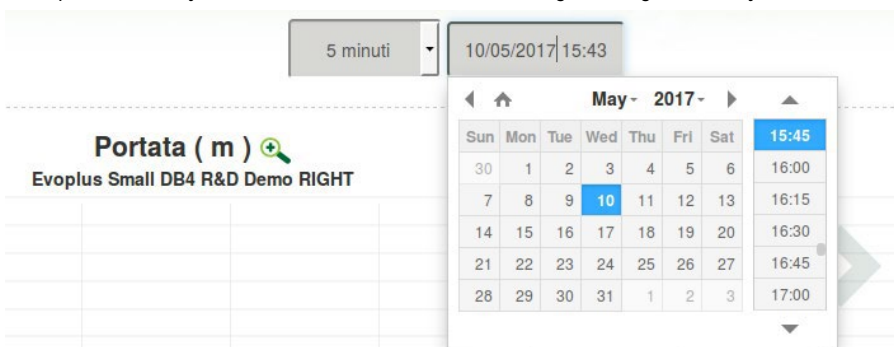 5 minuti
10/05/2017 15:43
May 2017
Sun Mon Tue Wed Thu Fri Sat
30 1 2 3 4 5 6
7 8 9 10 11 12 13
14 15 16 17 18 19 20
21 22 23 24 25 26 27
28 29 30 31 1 2 3
15:45
16:00
16:15
16:30
16:45
17:00
Portata ( m )
Evoplus Small DB4 R&D Demo RIGHT